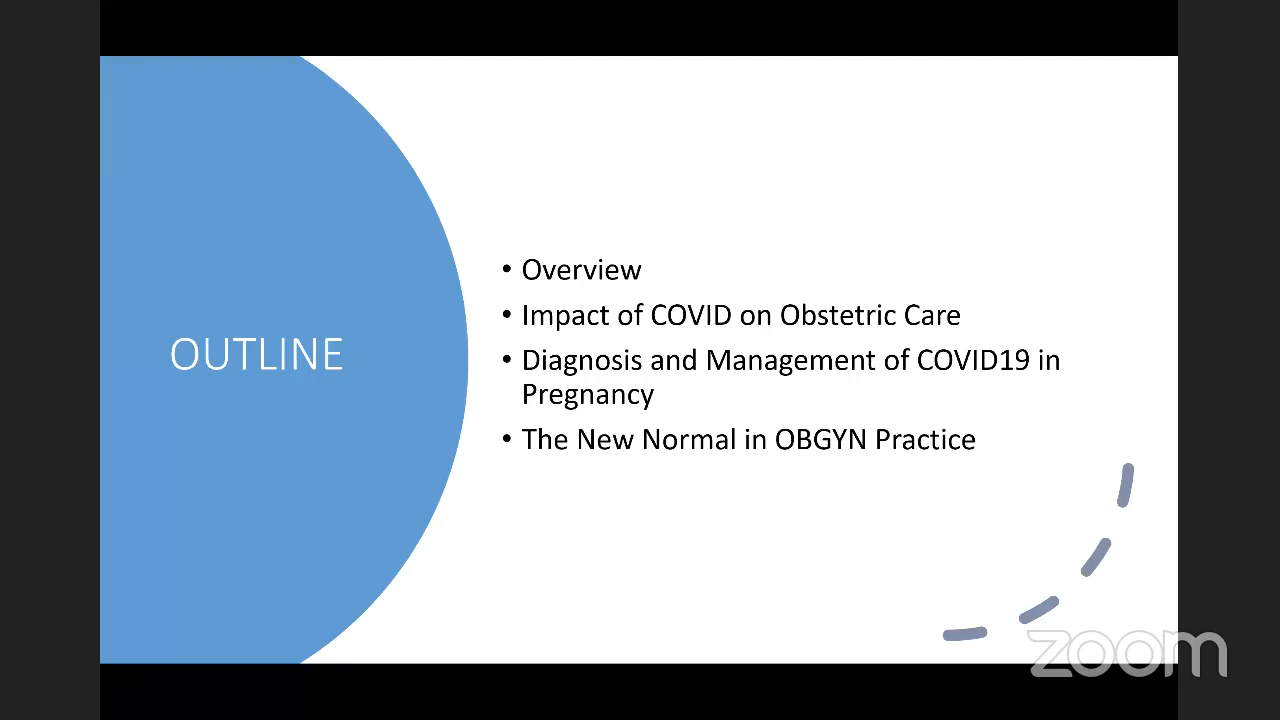 OUTLINE
• Overview
• Impact of COVID on Obstetric Care
• Diagnosis and Management of COVID19 in
Pregnancy
• The New Normal in OBGYN Practice
zoom